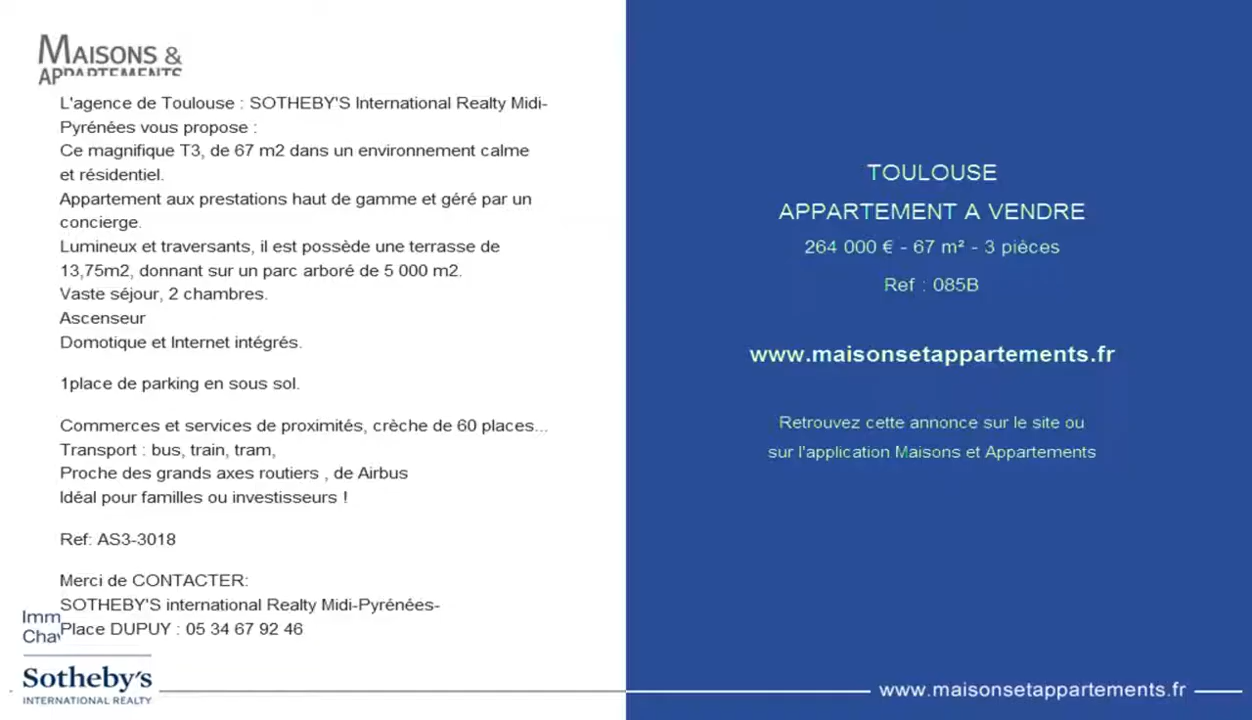 MAISONS &
APPARTEMENTS
L'agence de Toulouse : SOTHEBY'S International Realty Midi-
Pyrénées vous propose :
Ce magnifique T3, de 67 m2 dans un environnement calme
et résidentiel.
Appartement aux prestations haut de gamme et géré par un
concierge.
Lumineux et traversants, il est possède une terrasse de
13,75m2, donnant sur un parc arboré de 5 000 m2.
Vaste séjour, 2 chambres.
Ascenseur
Domotique et Internet intégrés.
1place de parking en sous sol.
Commerces et services de proximités, crèche de 60 places...
Transport : bus, train, tram,
Proche des grands axes routiers , de Airbus
Idéal pour familles ou investisseurs !
Ref: AS3-3018
Merci de CONTACTER:
SOTHEBY'S international Realty Midi-Pyrénées-
Place DUPUY : 05 34 67 92 46
Imm
Cha
Sotheby's
INTERNATIONAL REALTY
TOULOUSE
APPARTEMENT A VENDRE
264 000 € - 67 m² - 3 pièces
Ref : 085B
www.maisonsetappartements.fr
Retrouvez cette annonce sur le site ou
sur l'application Maisons et Appartements
www.maisonsetappartements.fr